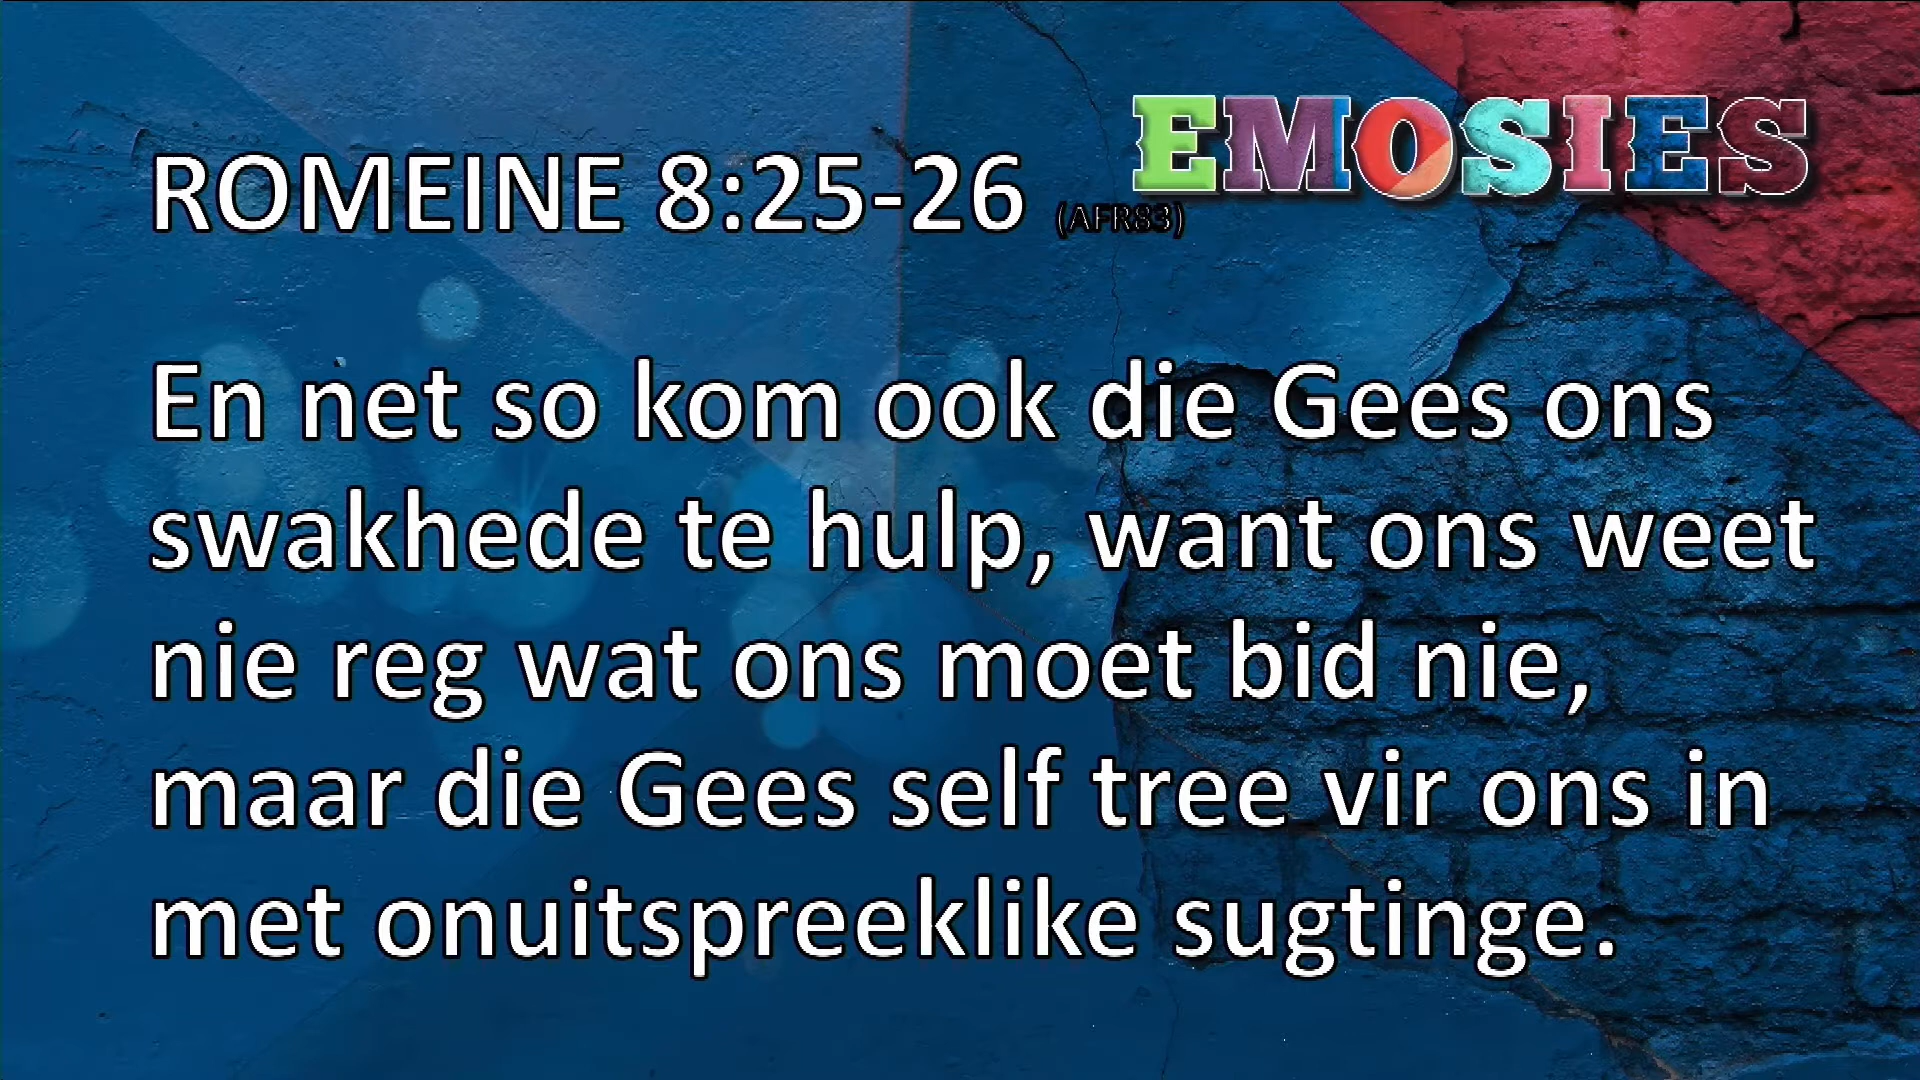 EMOSIES
ROMEINE 8:25-26 (AFR83)
En net so kom ook die Gees ons
swakhede te hulp, want ons weet
nie reg wat ons moet bid nie,
maar die Gees self tree vir ons in
met onuitspreeklike sugtinge.